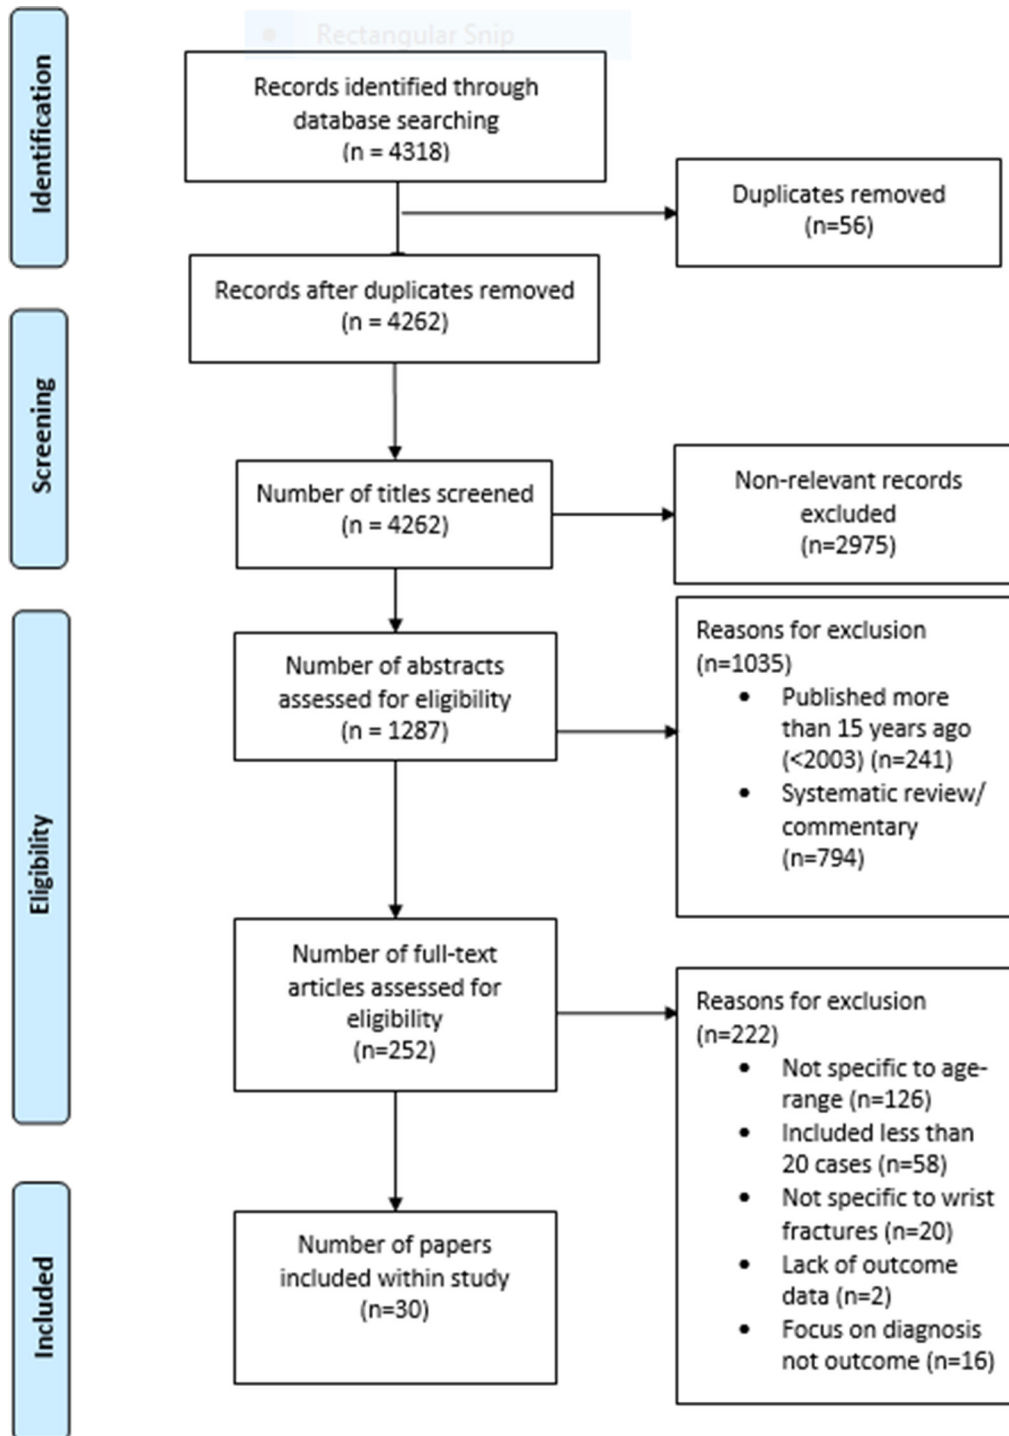 Rectangular Snip
Identification
Records identified through
database searching
(n = 4318)
Duplicates removed
(n=56)
Records after duplicates removed
(n = 4262)
Screening
Number of titles screened
(n = 4262)
Non-relevant records
excluded
(n=2975)
Eligibility
Number of abstracts
assessed for eligibility
(n = 1287)
Reasons for exclusion
(n=1035)
• Published more
than 15 years ago
(<2003) (n=241)
• Systematic review/
commentary
(n=794)
Number of full-text
articles assessed for
eligibility
(n=252)
Reasons for exclusion
(n=222)
• Not specific to age-
range (n=126)
• Included less than
20 cases (n=58)
• Not specific to wrist
fractures (n=20)
• Lack of outcome
data (n=2)
• Focus on diagnosis
not outcome (n=16)
Included
Number of papers
included within study
(n=30)